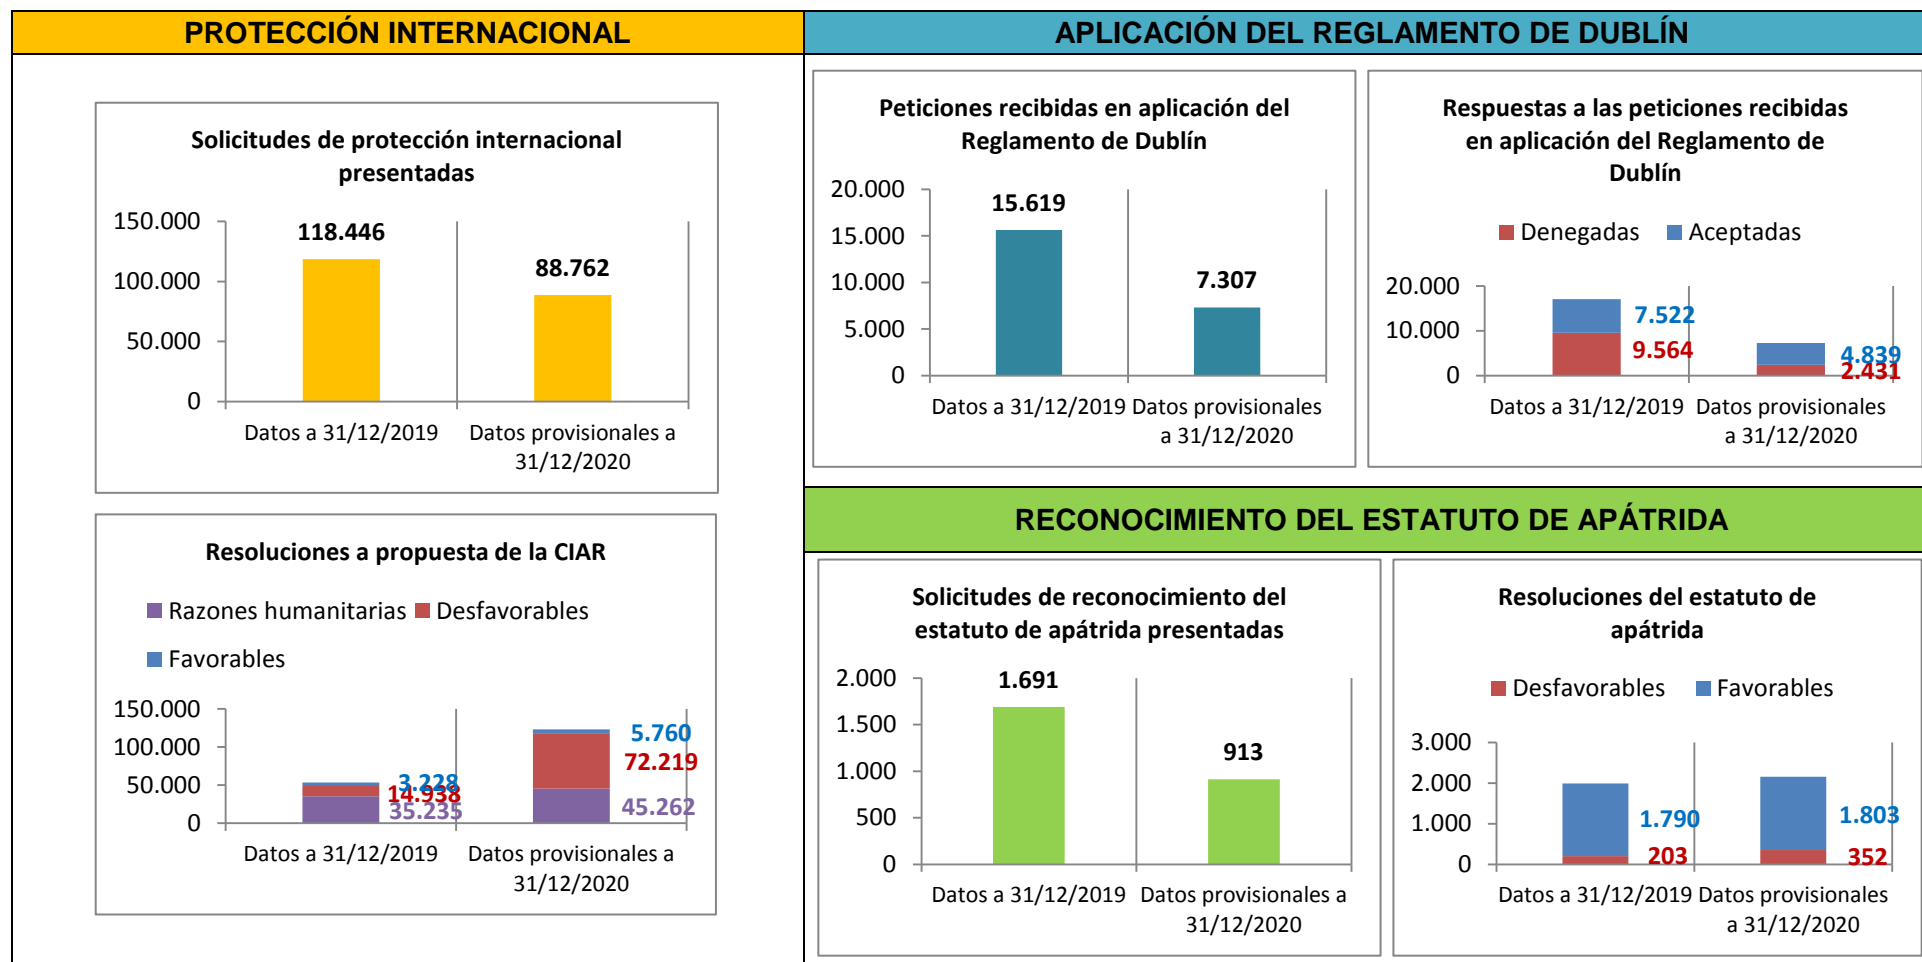 PROTECCIÓN INTERNACIONAL
Solicitudes de protección internacional
presentadas
150.000
100.000
50.000
0
118.446
88.762
Datos a 31/12/2019
Datos provisionales a
31/12/2020
Resoluciones a propuesta de la CIAR
Razones humanitarias
Desfavorables
Favorables
150.000
100.000
50.000
0
3.228
14.938
35.235
5.760
72.219
45.262
Datos a 31/12/2019
Datos provisionales a
31/12/2020
APLICACIÓN DEL REGLAMENTO DE DUBLÍN
Peticiones recibidas en aplicación del
Reglamento de Dublín
20.000
15.000
10.000
5.000
0
15.619
7.307
Datos a 31/12/2019
Datos provisionales
a 31/12/2020
Respuestas a las peticiones recibidas
en aplicación del Reglamento de
Dublín
Denegadas
Aceptadas
20.000
10.000
0
7.522
9.564
4.839
2.431
Datos a 31/12/2019
Datos provisionales
a 31/12/2020
RECONOCIMIENTO DEL ESTATUTO DE APÁTRIDA
Solicitudes de reconocimiento del
estatuto de apátrida presentadas
2.000
1.500
1.000
500
0
1.691
913
Datos a 31/12/2019
Datos provisionales a
31/12/2020
Resoluciones del estatuto de
apátrida
Desfavorables
Favorables
3.000
2.000
1.000
0
1.790
203
1.803
352
Datos a 31/12/2019
Datos provisionales
a 31/12/2020